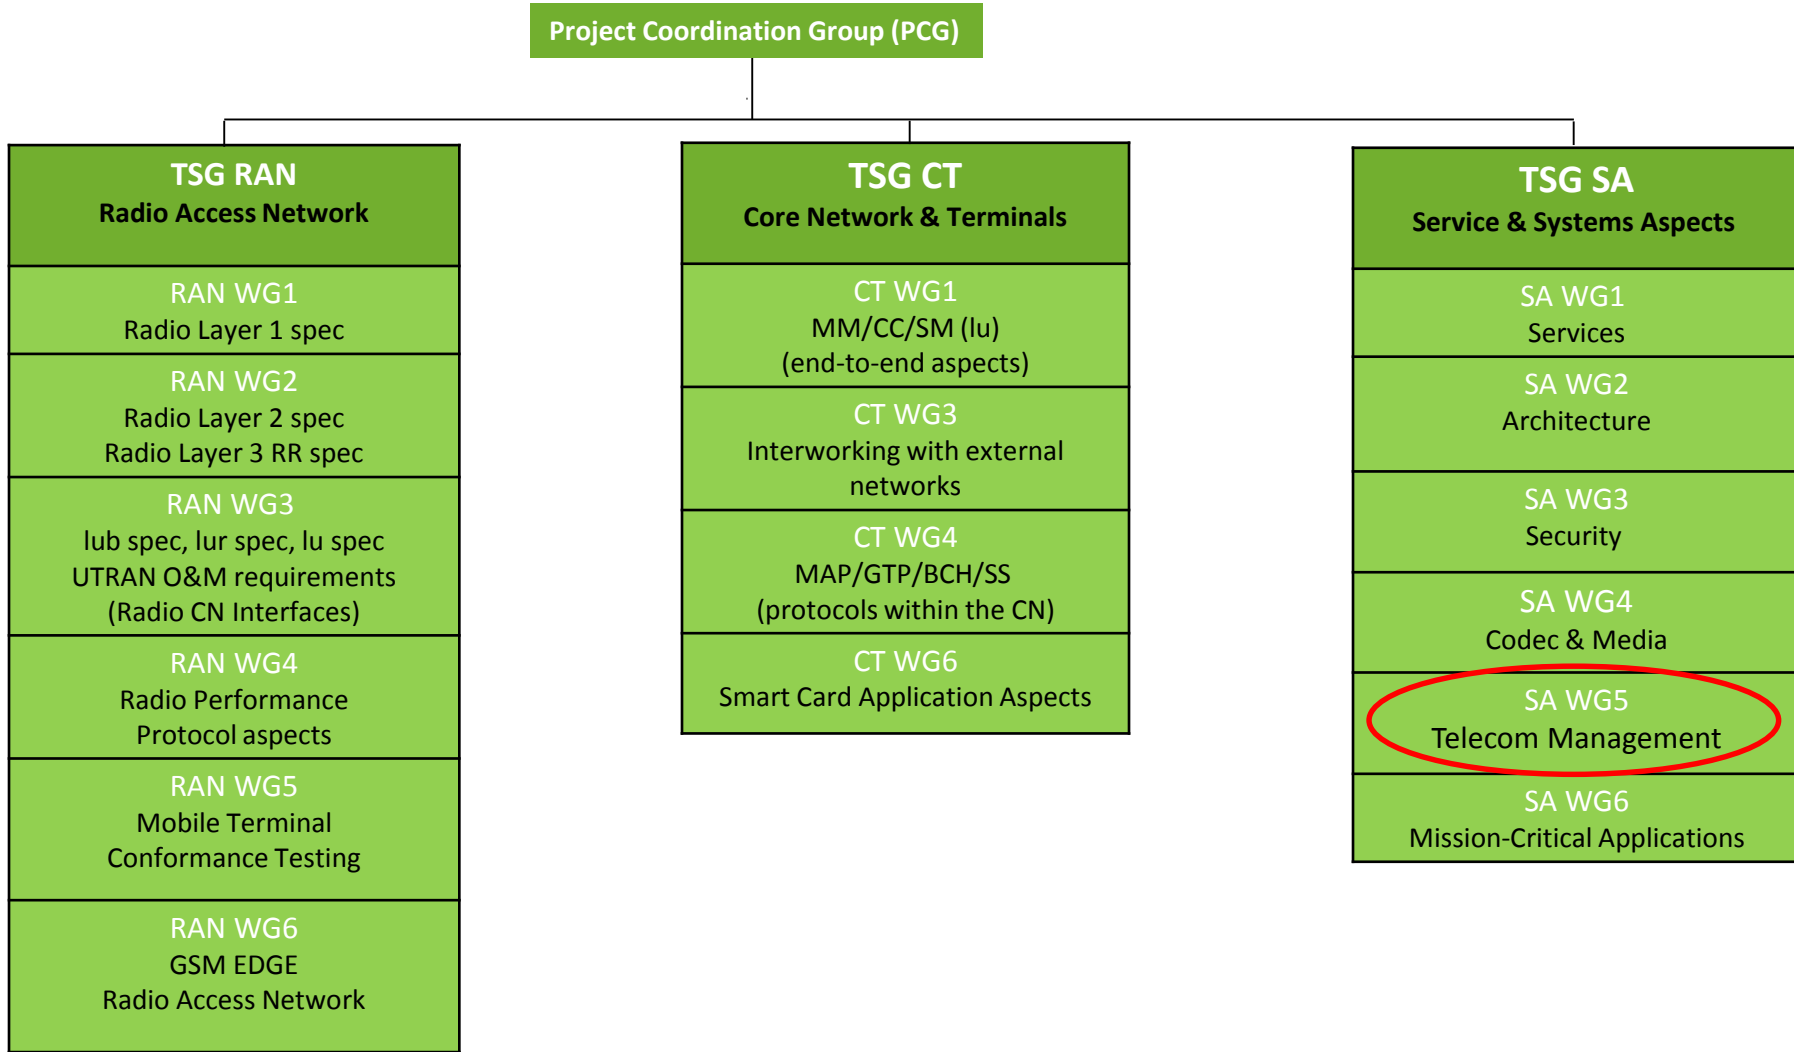 Project Coordination Group (PCG)
TSG RAN
Radio Access Network
RAN WG1
Radio Layer 1 spec
RAN WG2
Radio Layer 2 spec
Radio Layer 3 RR spec
RAN WG3
lub spec, lur spec, lu spec
UTRAN O&M requirements
(Radio CN Interfaces)
RAN WG4
Radio Performance
Protocol aspects
RAN WG5
Mobile Terminal
Conformance Testing
RAN WG6
GSM EDGE
Radio Access Network
TSG CT
Core Network & Terminals
CT WG1
MM/CC/SM (lu)
(end-to-end aspects)
CT WG3
Interworking with external
networks
CT WG4
MAP/GTP/BCH/SS
(protocols within the CN)
CT WG6
Smart Card Application Aspects
TSG SA
Service & Systems Aspects
SA WG1
Services
SA WG2
Architecture
SA WG3
Security
SA WG4
Codec & Media
SA WG5
Telecom Management
SA WG6
Mission-Critical Applications